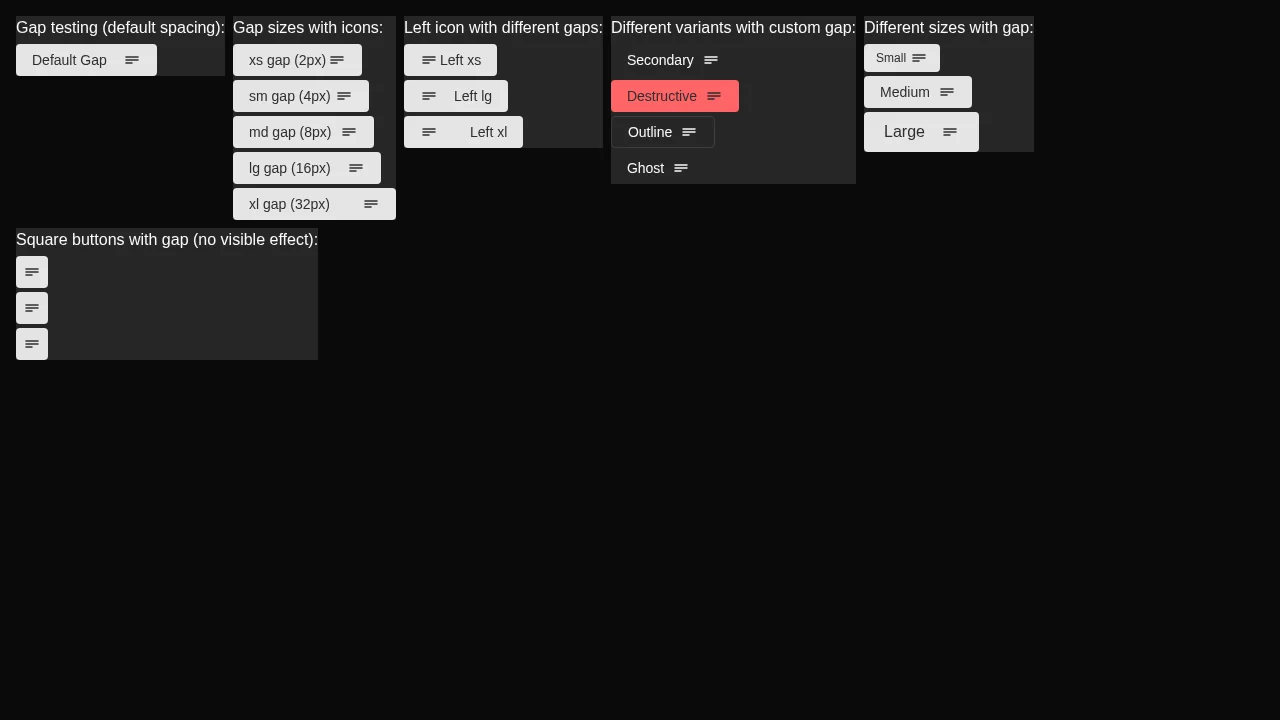 Gap testing (default spacing):
Default Gap
Gap sizes with icons:
xs gap (2px)
sm gap (4px)
md gap (8px)
lg gap (16px)
xl gap (32px)
Left icon with different gaps:
Left xs
Left lg
Left xl
Different variants with custom gap:
Secondary
Destructive
Outline
Ghost
Different sizes with gap:
Small
Medium
Large
Square buttons with gap (no visible effect):